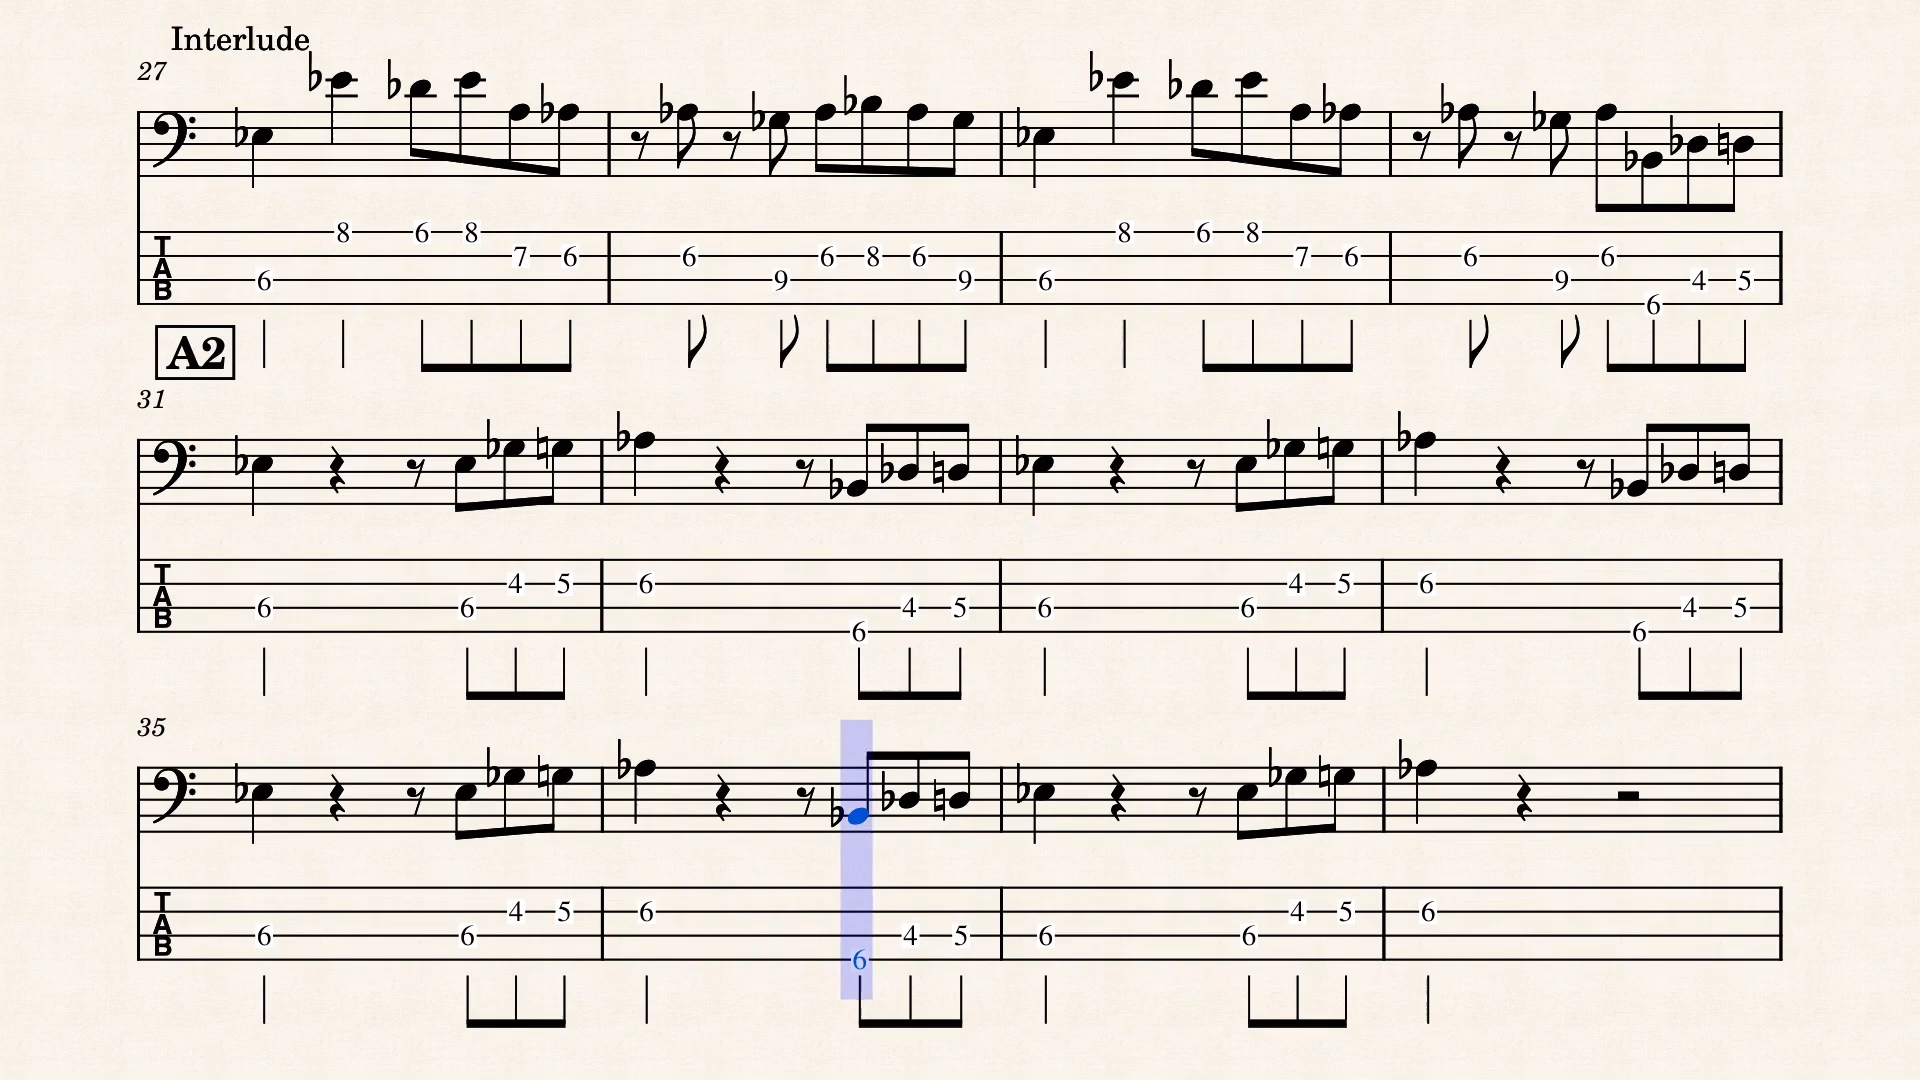 Interlude
27
8 6 8 8 6 8
T 7 6 6 6 8 6 7 6 6 6
A 6 9 9 6 9 4 5
B 6
A2
31
T 4 5 6 4 5 6
A 6 6 4 5 6 6 4 5
B 6 6
35
T 4 5 6 4 5 6
A 6 6 4 5 6 6
B 6